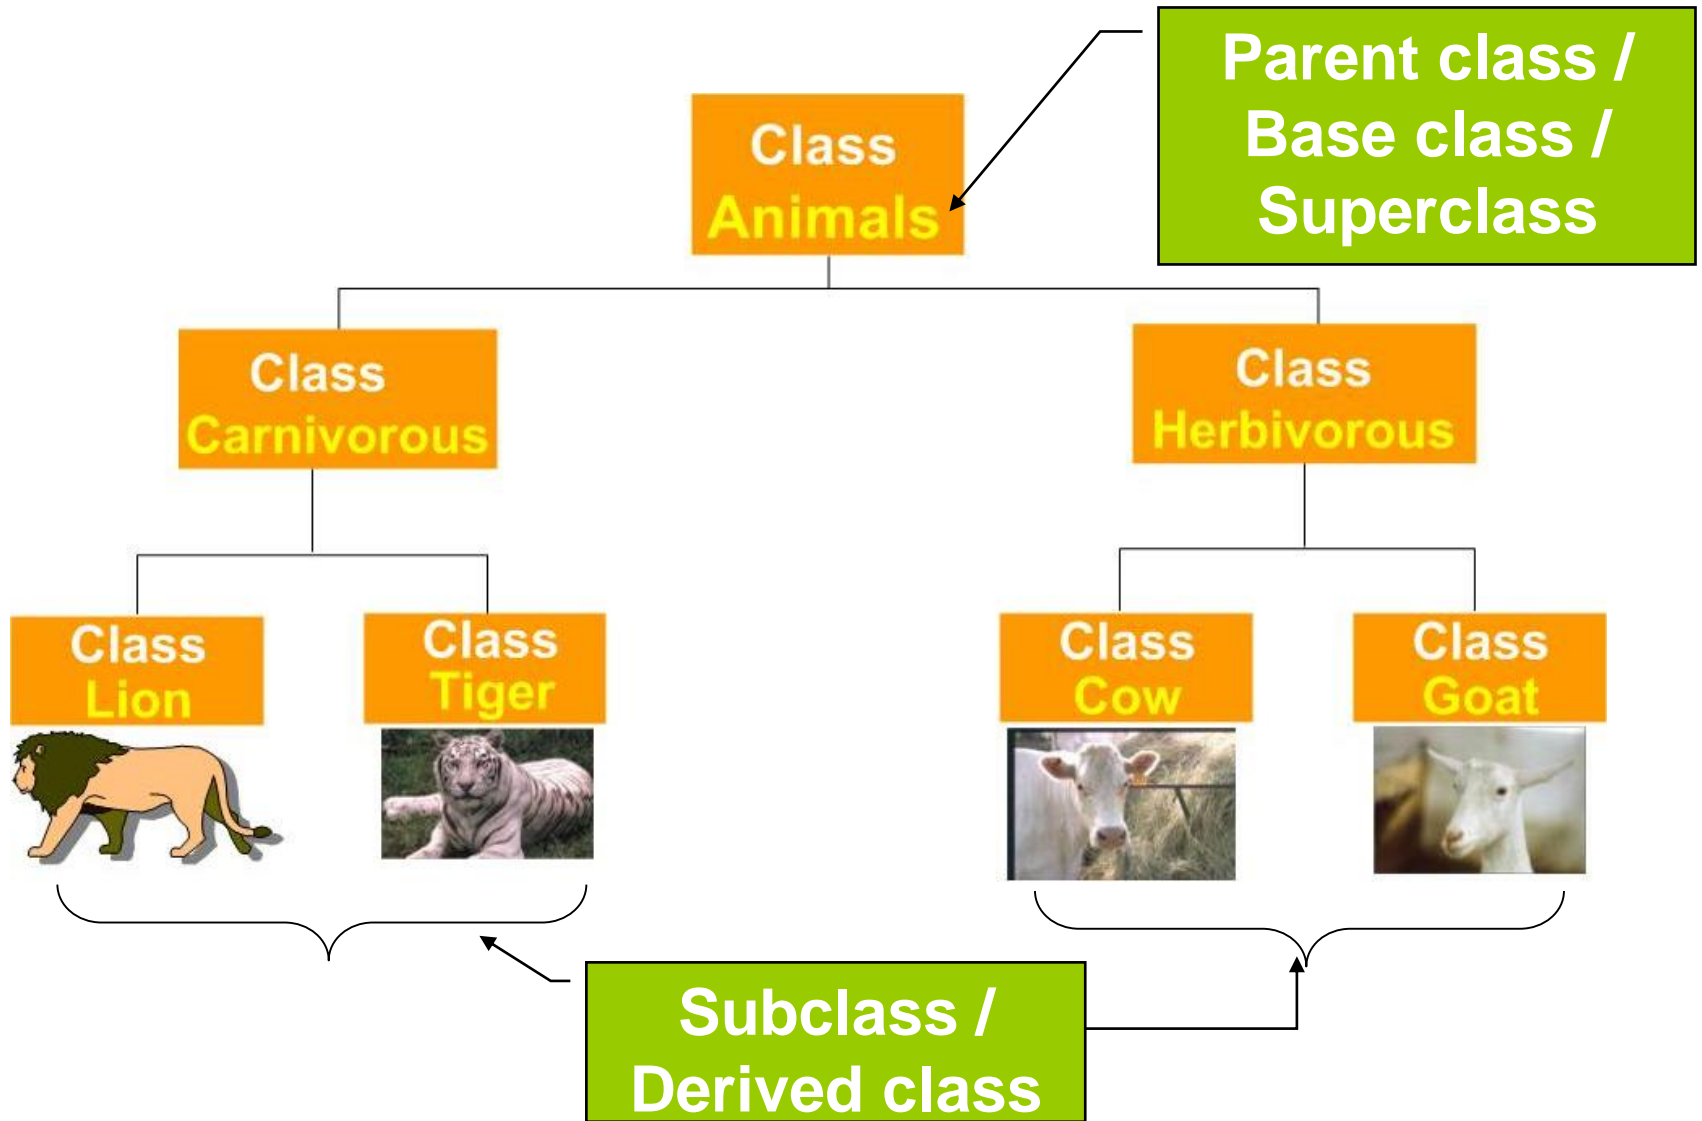 Parent class /
Base class /
Superclass
Class
Animals
Class
Carnivorous
Class
Herbivorous
Class
Lion
Class
Tiger
Class
Cow
Class
Goat
Subclass /
Derived class